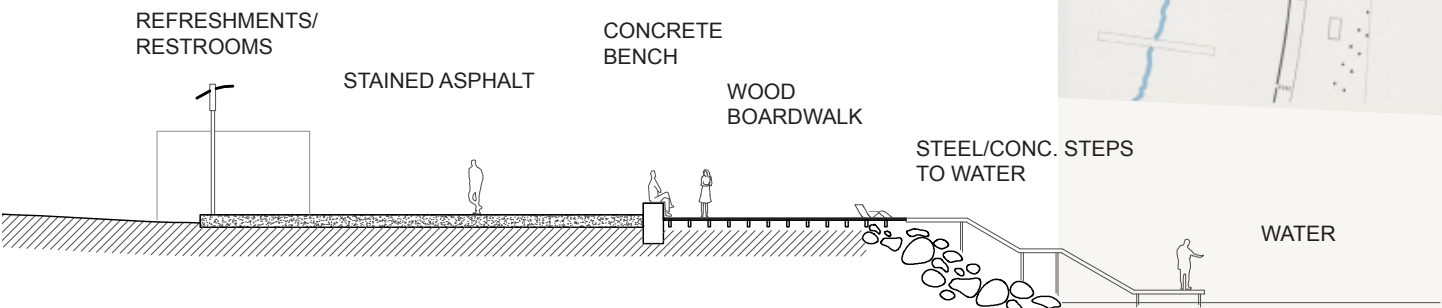 REFRESHMENTS/
RESTROOMS
STAINED ASPHALT
CONCRETE
BENCH
WOOD
BOARDWALK
STEEL/CONC. STEPS
TO WATER
WATER